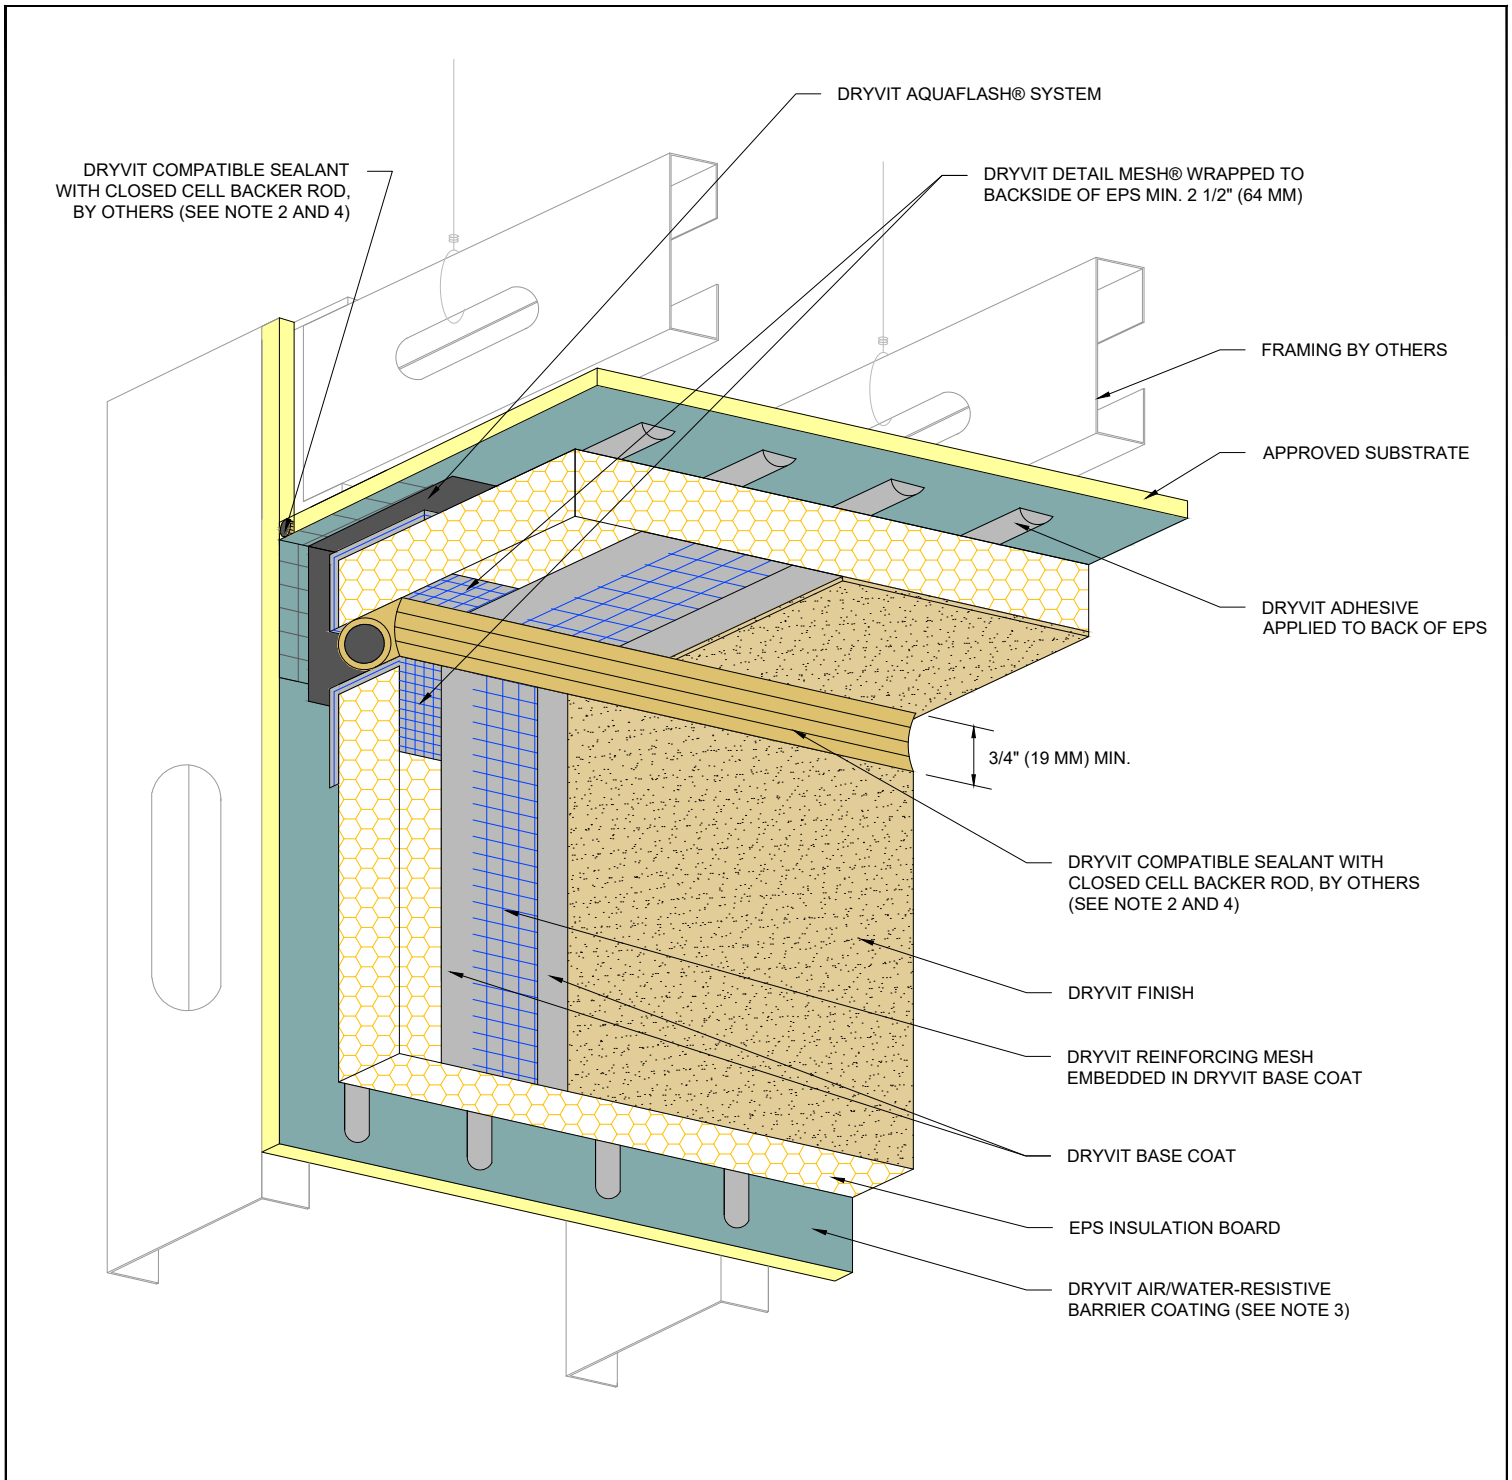 DRYVIT AQUAFLASH® SYSTEM
DRYVIT COMPATIBLE SEALANT
WITH CLOSED CELL BACKER ROD,
BY OTHERS (SEE NOTE 2 AND 4)
DRYVIT DETAIL MESH® WRAPPED TO
BACKSIDE OF EPS MIN. 2 1/2" (64 MM)
FRAMING BY OTHERS
APPROVED SUBSTRATE
DRYVIT ADHESIVE
APPLIED TO BACK OF EPS
3/4" (19 MM) MIN.
DRYVIT COMPATIBLE SEALANT WITH
CLOSED CELL BACKER ROD, BY OTHERS
(SEE NOTE 2 AND 4)
DRYVIT FINISH
DRYVIT REINFORCING MESH
EMBEDDED IN DRYVIT BASE COAT
DRYVIT BASE COAT
EPS INSULATION BOARD
DRYVIT AIR/WATER-RESISTIVE
BARRIER COATING (SEE NOTE 3)